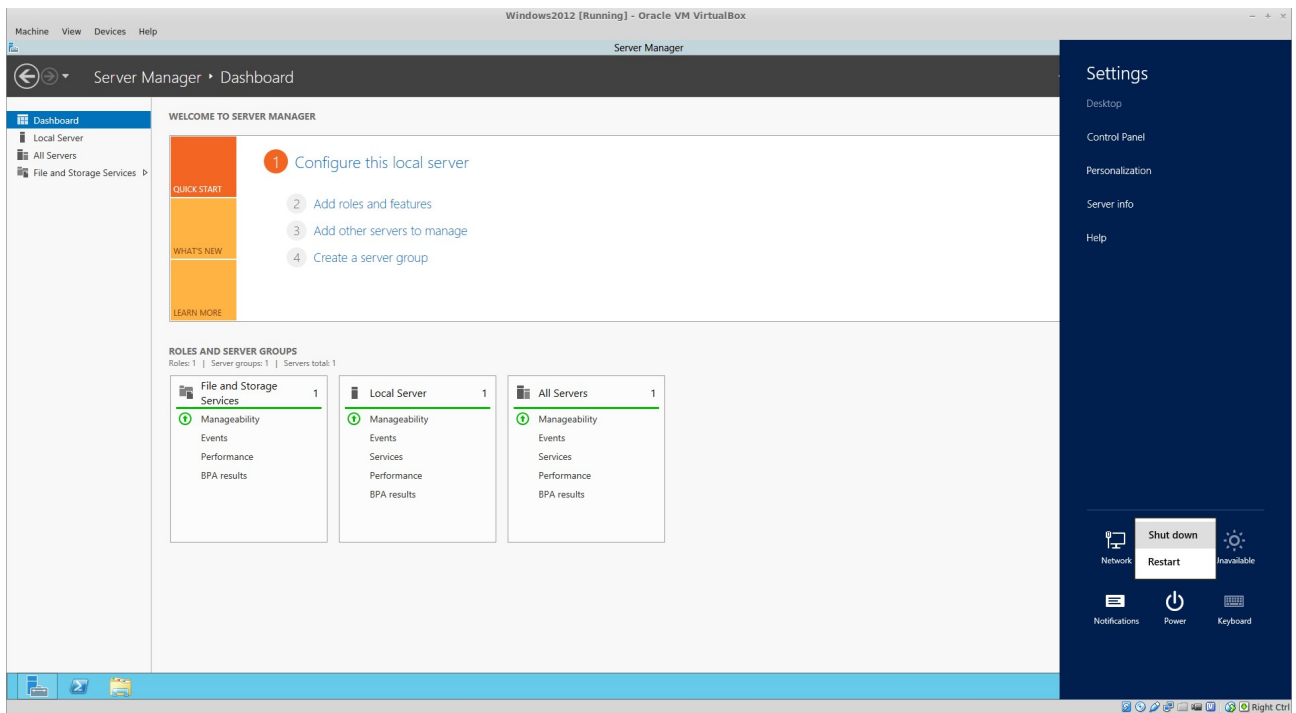 Windows2012 [Running] - Oracle VM VirtualBox
Machine View Devices Help
Server Manager
Server Manager • Dashboard
Dashboard
Local Server
All Servers
File and Storage Services
WELCOME TO SERVER MANAGER
QUICK START
WHAT'S NEW
LEARN MORE
1 Configure this local server
2 Add roles and features
3 Add other servers to manage
4 Create a server group
ROLES AND SERVER GROUPS
Roles: 1 | Server groups: 1 | Servers total: 1
File and Storage
Services 1
Manageability
Events
Performance
BPA results
Local Server 1
Manageability
Events
Services
Performance
BPA results
All Servers 1
Manageability
Events
Services
Performance
BPA results
Settings
Desktop
Control Panel
Personalization
Server info
Help
Shut down
Restart
Network
Notifications Power Keyboard
Right Ctrl